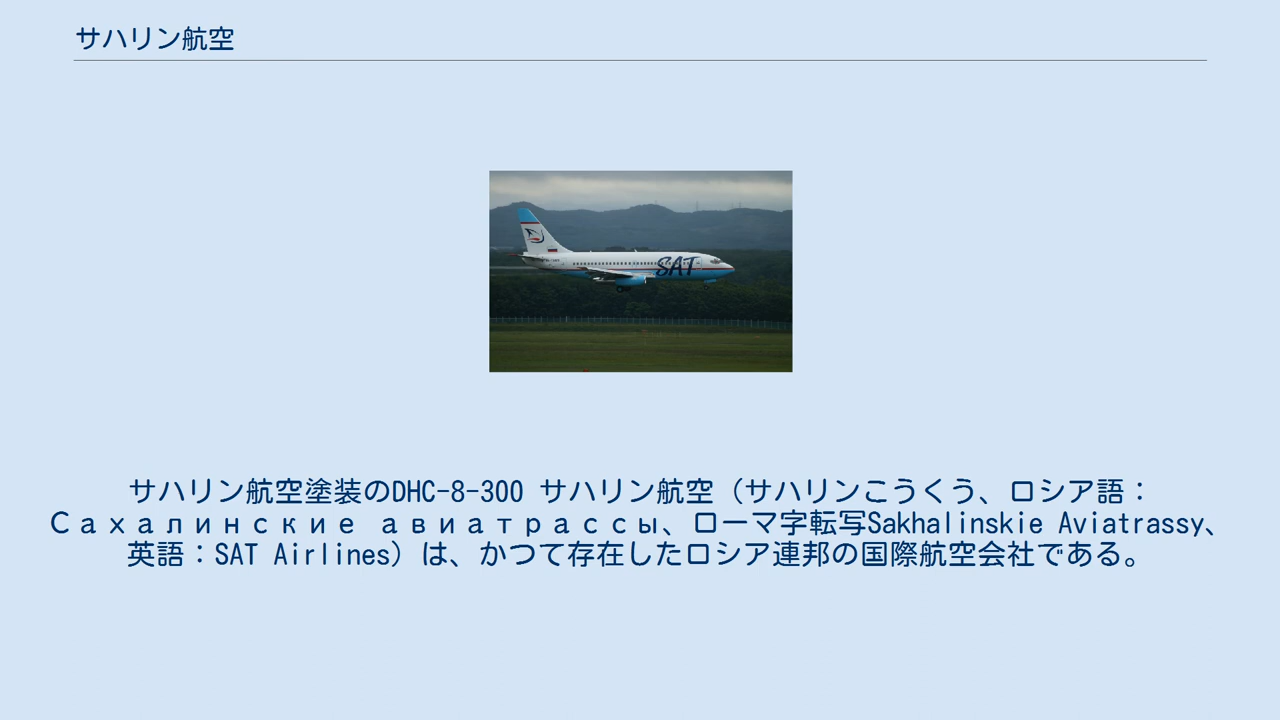 サハリン航空
SAT
サハリン航空塗装のDHC-8-300 サハリン航空（サハリンこうくう、ロシア語：
Сахалинские авиатрассы、ローマ字転写Sakhalinskie Aviatrassy、
英語：SAT Airlines）は、かつて存在したロシア連邦の国際航空会社である。